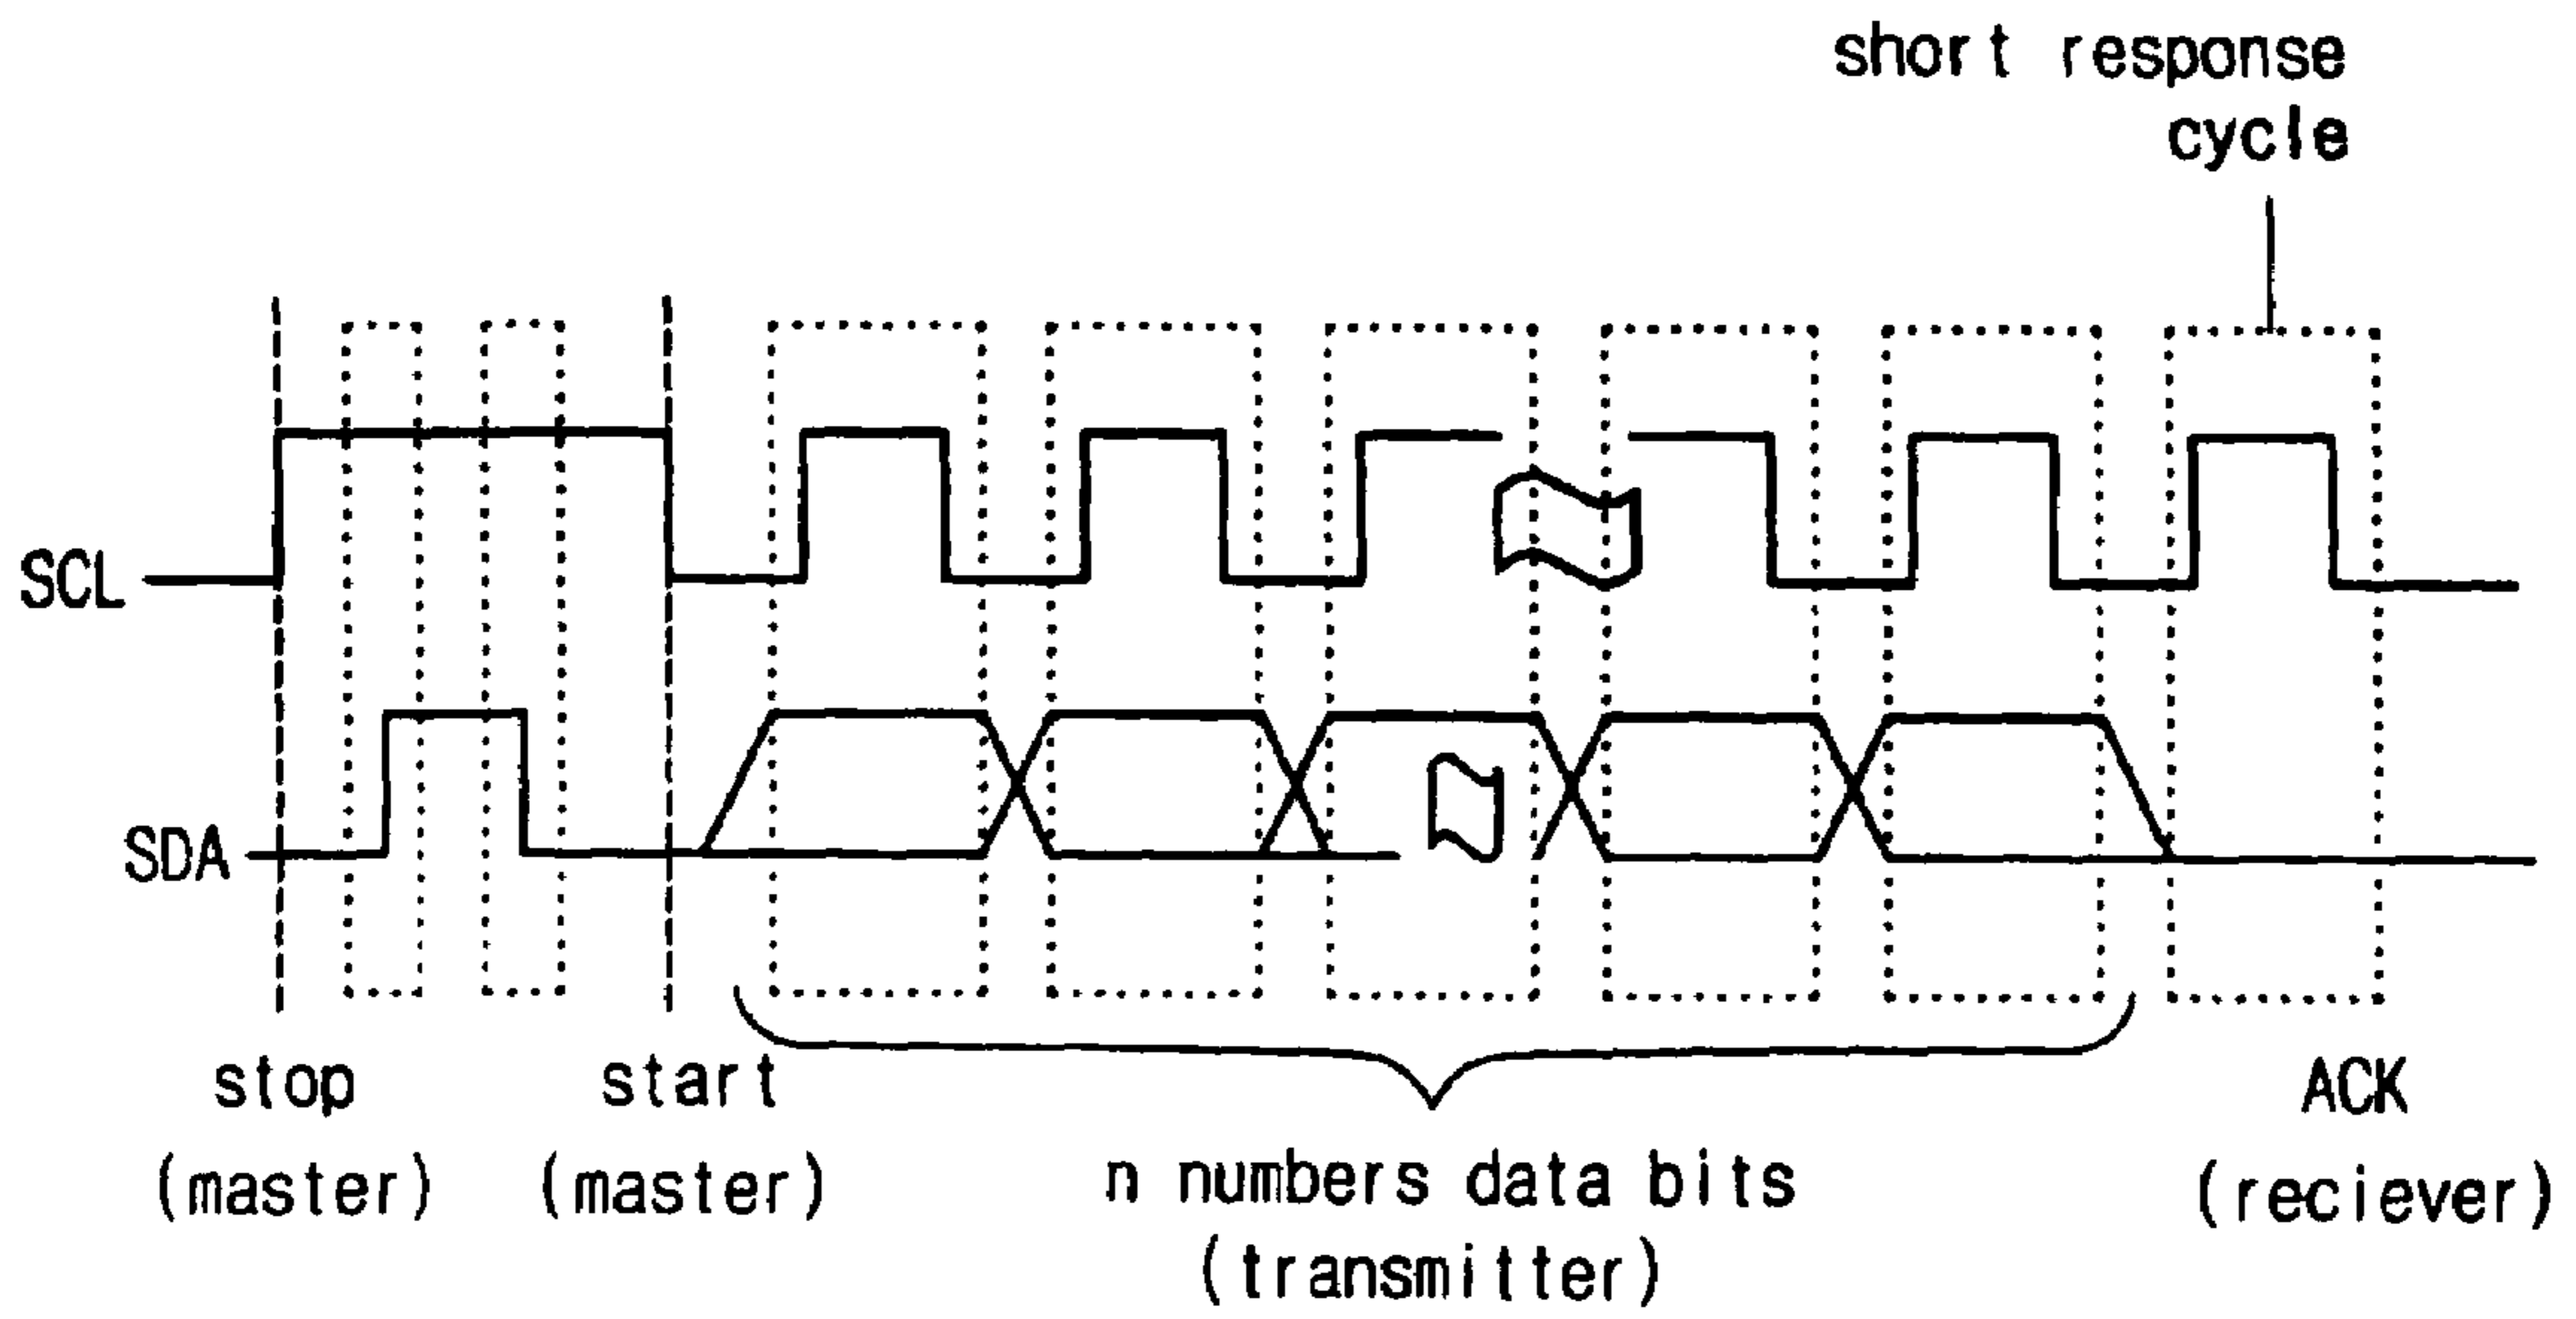 short response
cycle
SCL
SDA
stop
(master)
start
(master)
n numbers data bits
(transmitter)
ACK
(reciever)